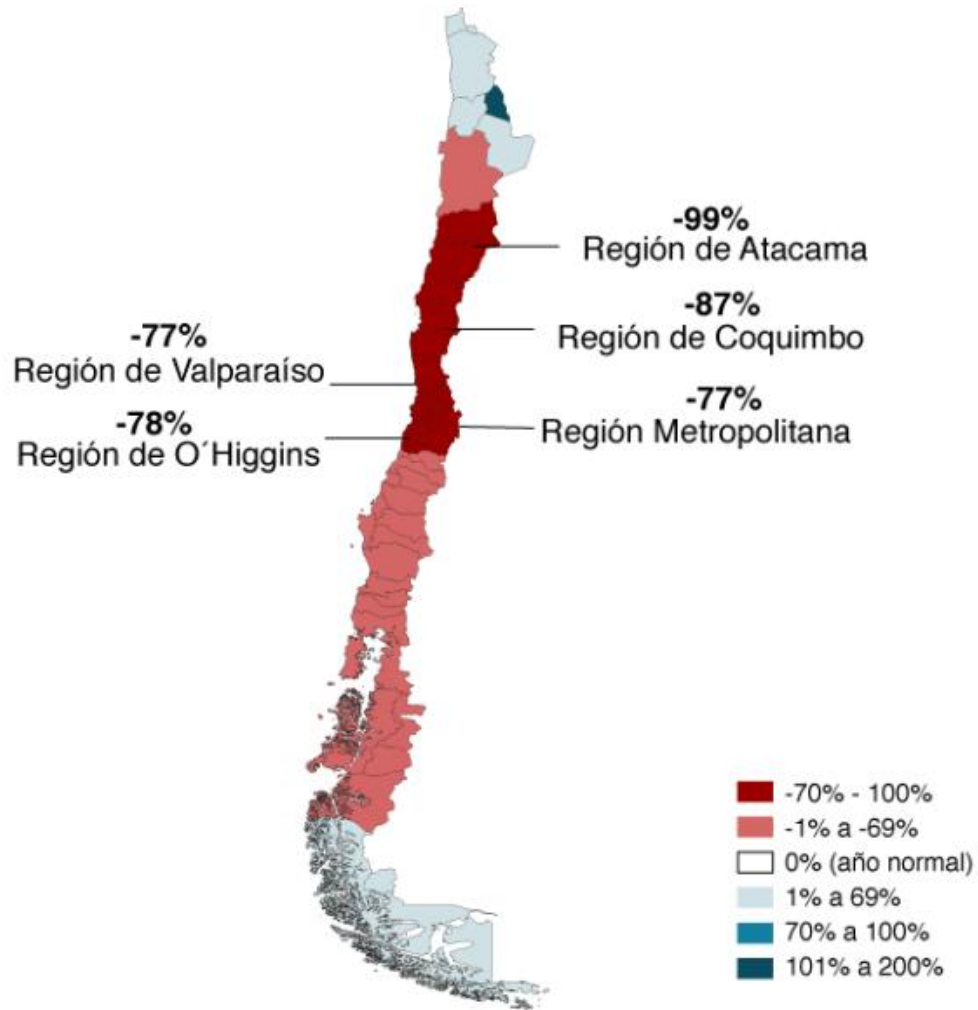 -99%
Región de Atacama
-87%
Región de Coquimbo
-77%
Región de Valparaíso
-77%
Región Metropolitana
-78%
Región de O´Higgins
-70% - 100%
-1% a -69%
0% (año normal)
1% a 69%
70% a 100%
101% a 200%